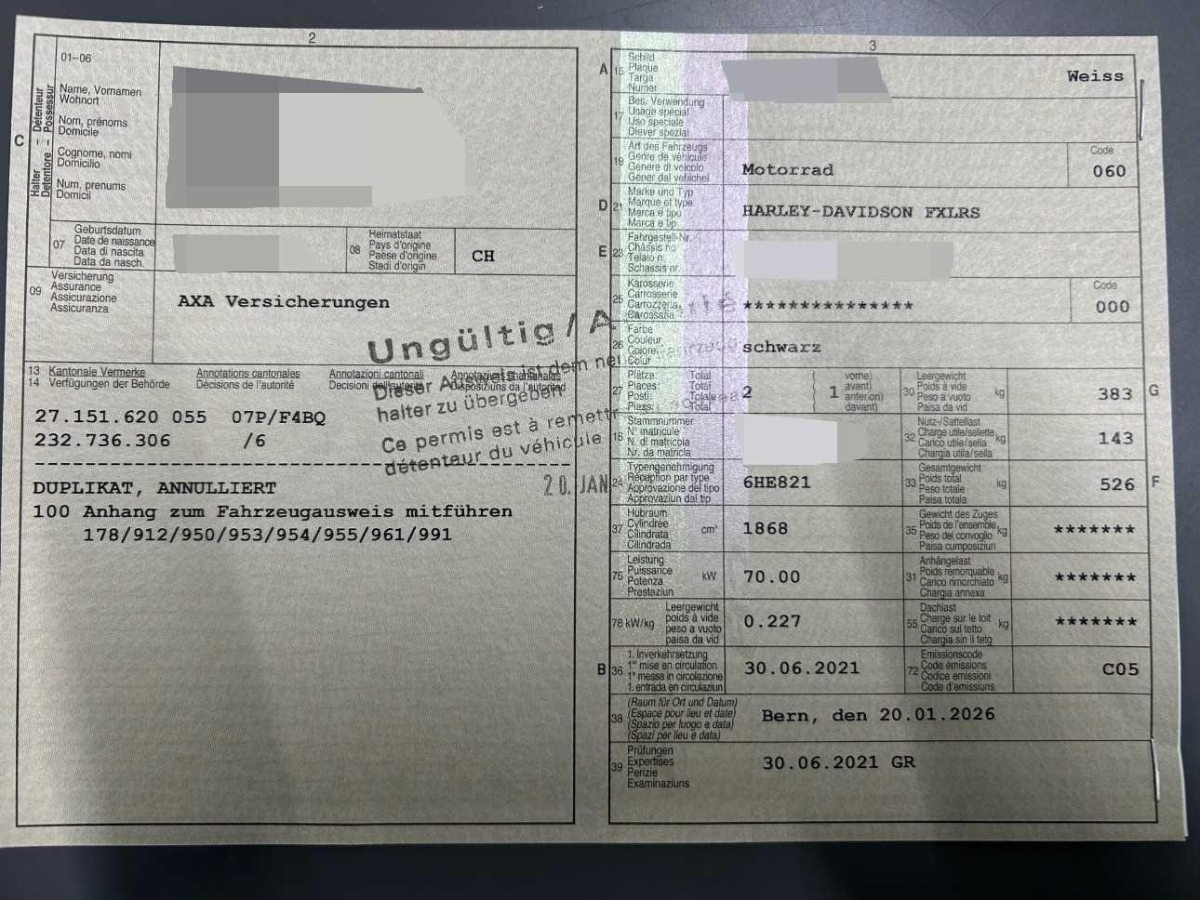 2
01–06
Name, Vornamen
Wohnort
Nom, prénoms
Domicile
Cognome, nomi
Domicilio
Num, prenums
Domicil
C
Halter – Détenteur
Detentore – Possessur
07
Geburtsdatum
Date de naissance
Data di nascita
Data da nasch.
08
Heimatstaat
Pays d'origine
Paese d'origine
Stadi d'origin
CH
09
Versicherung
Assurance
Assicurazione
Assicuranza
AXA Versicherungen
Ungültig / A
Dieser Ausweis ist dem
halter zu übergeben
Ce permis est à
détenteur du véhicule
20. JAN
13 Kantonale Vermerke
14 Verfügungen der Behörde
Annotations cantonales
Décisions de l'autorité
Annotazioni cantonali
Decisioni
27.151.620 055 07P/F4BQ
232.736.306 /6
DUPLIKAT, ANNULLIERT
100 Anhang zum Fahrzeugausweis mitführen
178/912/950/953/954/955/961/991
3
A
15
Schild
Plaque
Targa
Numer
Weiss
17
Bes. Verwendung
Usage spécial
Uso speciale
Diever spezial
19
Art des Fahrzeugs
Genre de véhicule
Genere di veicolo
Gener dal vehichel
Motorrad
Code
060
D
21
Marke und Typ
Marque et type
Marca e tipo
Marca e tip
HARLEY-DAVIDSON FXLRS
E
23
Fahrgestell-Nr.
Châssis no
Telaio n.
Schassis nr.
25
Karosserie
Carrosserie
Carrozzeria
Carossaria
***************
Code
000
26
Farbe
Couleur
Colore
Colur
schwarz
27
Plätze: Total
Places: Total
Posti: Totale
Plazs: Total
2
1
vorne)
avant)
anteriori)
davant)
30
Leergewicht
Poids à vide
Peso a vuoto
Paisa da vid
kg
383
G
18
Stammnummer
N° matricule
N. di matricola
Nr. da matricla
32
Nutz-/Sattellast
Charge utile/sellette
Carico utile/sella
Chargia utila/sella
kg
143
24
Typengenehmigung
Réception par type
Approvazione del tipo
Approvaziun dal tip
6HE821
33
Gesamtgewicht
Poids total
Peso totale
Paisa totala
kg
526
F
37
Hubraum
Cylindrée
Cilindrata
Cilindrada
cm³
1868
35
Gewicht des Zuges
Poids de l'ensemble
Peso del convoglio
Paisa cumposiziun
kg
*******
76
Leistung
Puissance
Potenza
Prestaziun
kW
70.00
31
Anhängelast
Poids remorquable
Carico rimorchiato
Chargia annexa
kg
*******
78 kW/kg
Leergewicht
poids à vide
peso a vuoto
paisa da vid
0.227
55
Dachlast
Charge sur le toit
Carico sul tetto
Chargia sin il tetg
kg
*******
B
36
1. Inverkehrsetzung
1re mise en circulation
1a messa in circolazione
1. entrada en circulaziun
30.06.2021
72
Emissionscode
Code émissions
Codice emissioni
Code d'emissiuns
C05
38
(Raum für Ort und Datum)
(Espace pour lieu et date)
(Spazio per luogo e data)
(Spazi per lieu e data)
Bern, den 20.01.2026
39
Prüfungen
Expertises
Perizie
Examinaziuns
30.06.2021 GR